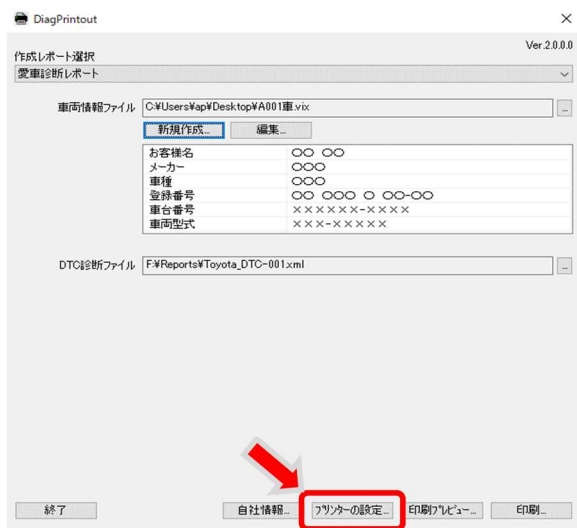 DiagPrintout
Ver.2.0.0.0
作成レポート選択
愛車診断レポート
車両情報ファイル C:¥Users¥ap¥Desktop¥A001車.vix ...
新規作成... 編集...
お客様名 〇〇 〇〇
メーカー 〇〇〇
車種 〇〇〇
登録番号 〇〇 〇〇〇 〇 〇〇-〇〇
車台番号 ××××××-××××
車両型式 ×××-×××××
DTC診断ファイル F:¥Reports¥Toyota_DTC-001.xml ...
終了 自社情報... プリンターの設定... 印刷プレビュー... 印刷...